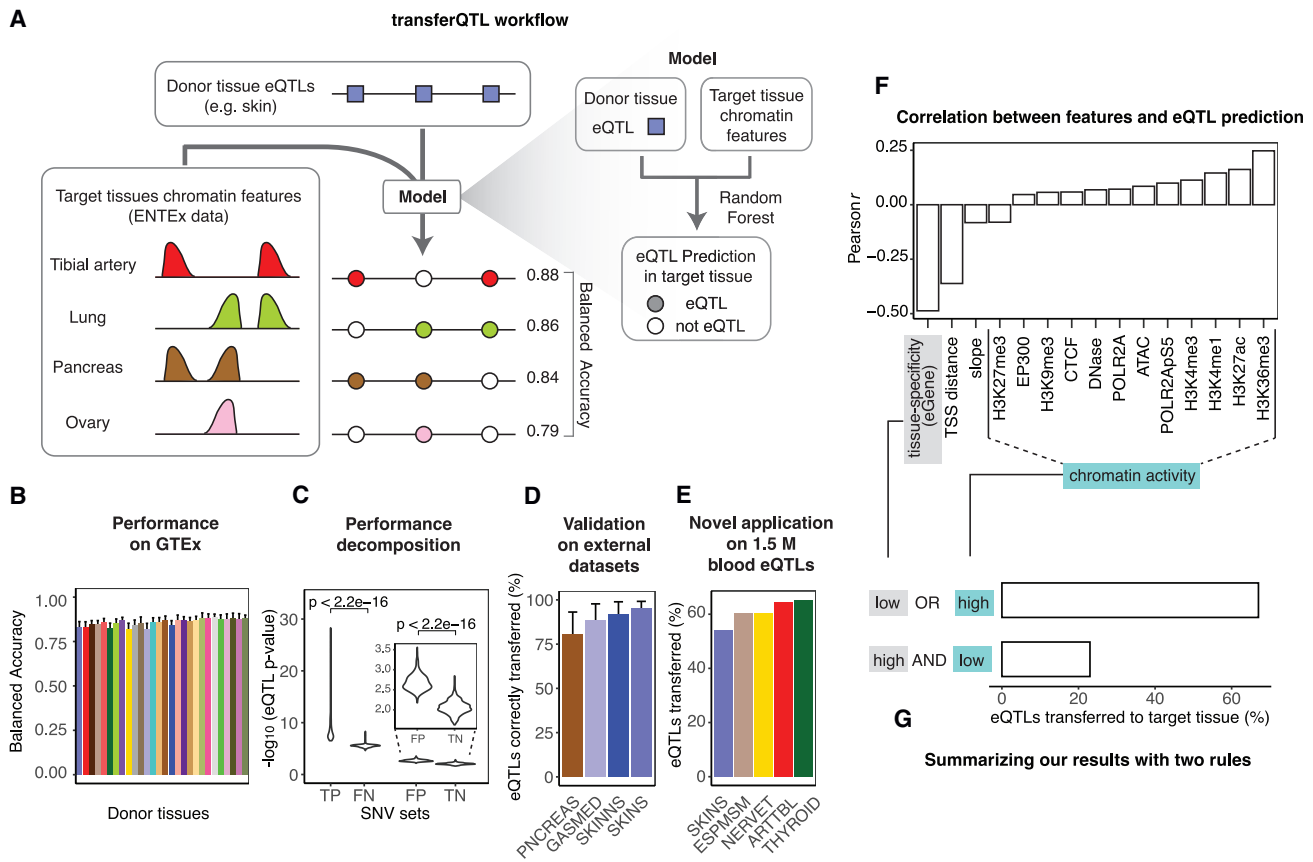 A
transferQTL workflow
Donor tissue eQTLs
(e.g. skin)
Model
Target tissues chromatin features
(ENTEx data)
Tibial artery
Lung
Pancreas
Ovary
0.88
0.86
0.84
0.79
Balanced Accuracy
Model
Donor tissue
eQTL
Target tissue
chromatin
features
Random
Forest
eQTL Prediction
in target tissue
eQTL
not eQTL
B
Performance
on GTEx
Balanced Accuracy
1.00
0.75
0.50
0.25
0.00
Donor tissues
C
Performance
decomposition
-log10 (eQTL p-value)
30
20
10
0
p < 2.2e-16
p < 2.2e-16
3.5
3.0
2.5
2.0
FP
TN
TP
FN
FP
TN
SNV sets
D
Validation
on external
datasets
eQTLs correctly transferred (%)
100
75
50
25
0
PNCREAS
GASMED
SKINNS
SKINS
E
Novel application
on 1.5 M
blood eQTLs
eQTLs transferred (%)
60
40
20
0
SKINS
ESPMSM
NERVET
ARTTBL
THYROID
F
Correlation between features and eQTL prediction
Pearson r
0.25
0.00
−0.25
−0.50
tissue-specificity
(eGene)
TSS distance
slope
H3K27me3
EP300
H3K9me3
CTCF
DNase
POLR2A
ATAC
POLR2ApS5
H3K4me3
H3K4me1
H3K27ac
H3K36me3
chromatin activity
low OR high
high AND low
0
20
40
60
eQTLs transferred to target tissue (%)
G
Summarizing our results with two rules